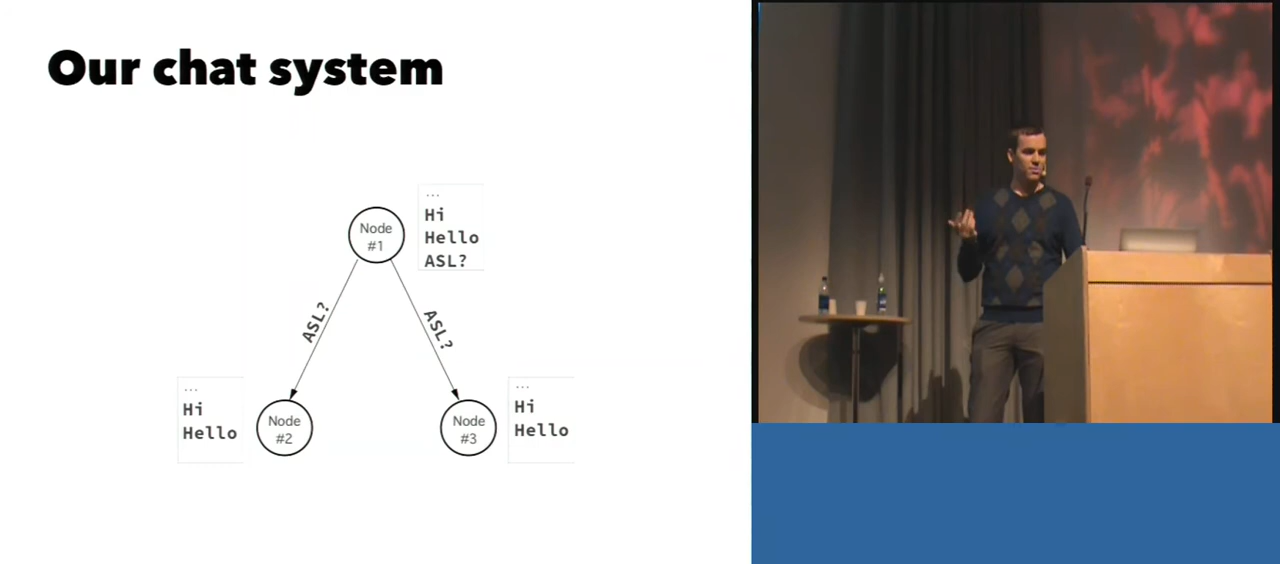 Our chat system
...
Hi
Hello
ASL?
Node
#1
ASL?
ASL?
...
Hi
Hello
Node
#2
Node
#3
...
Hi
Hello